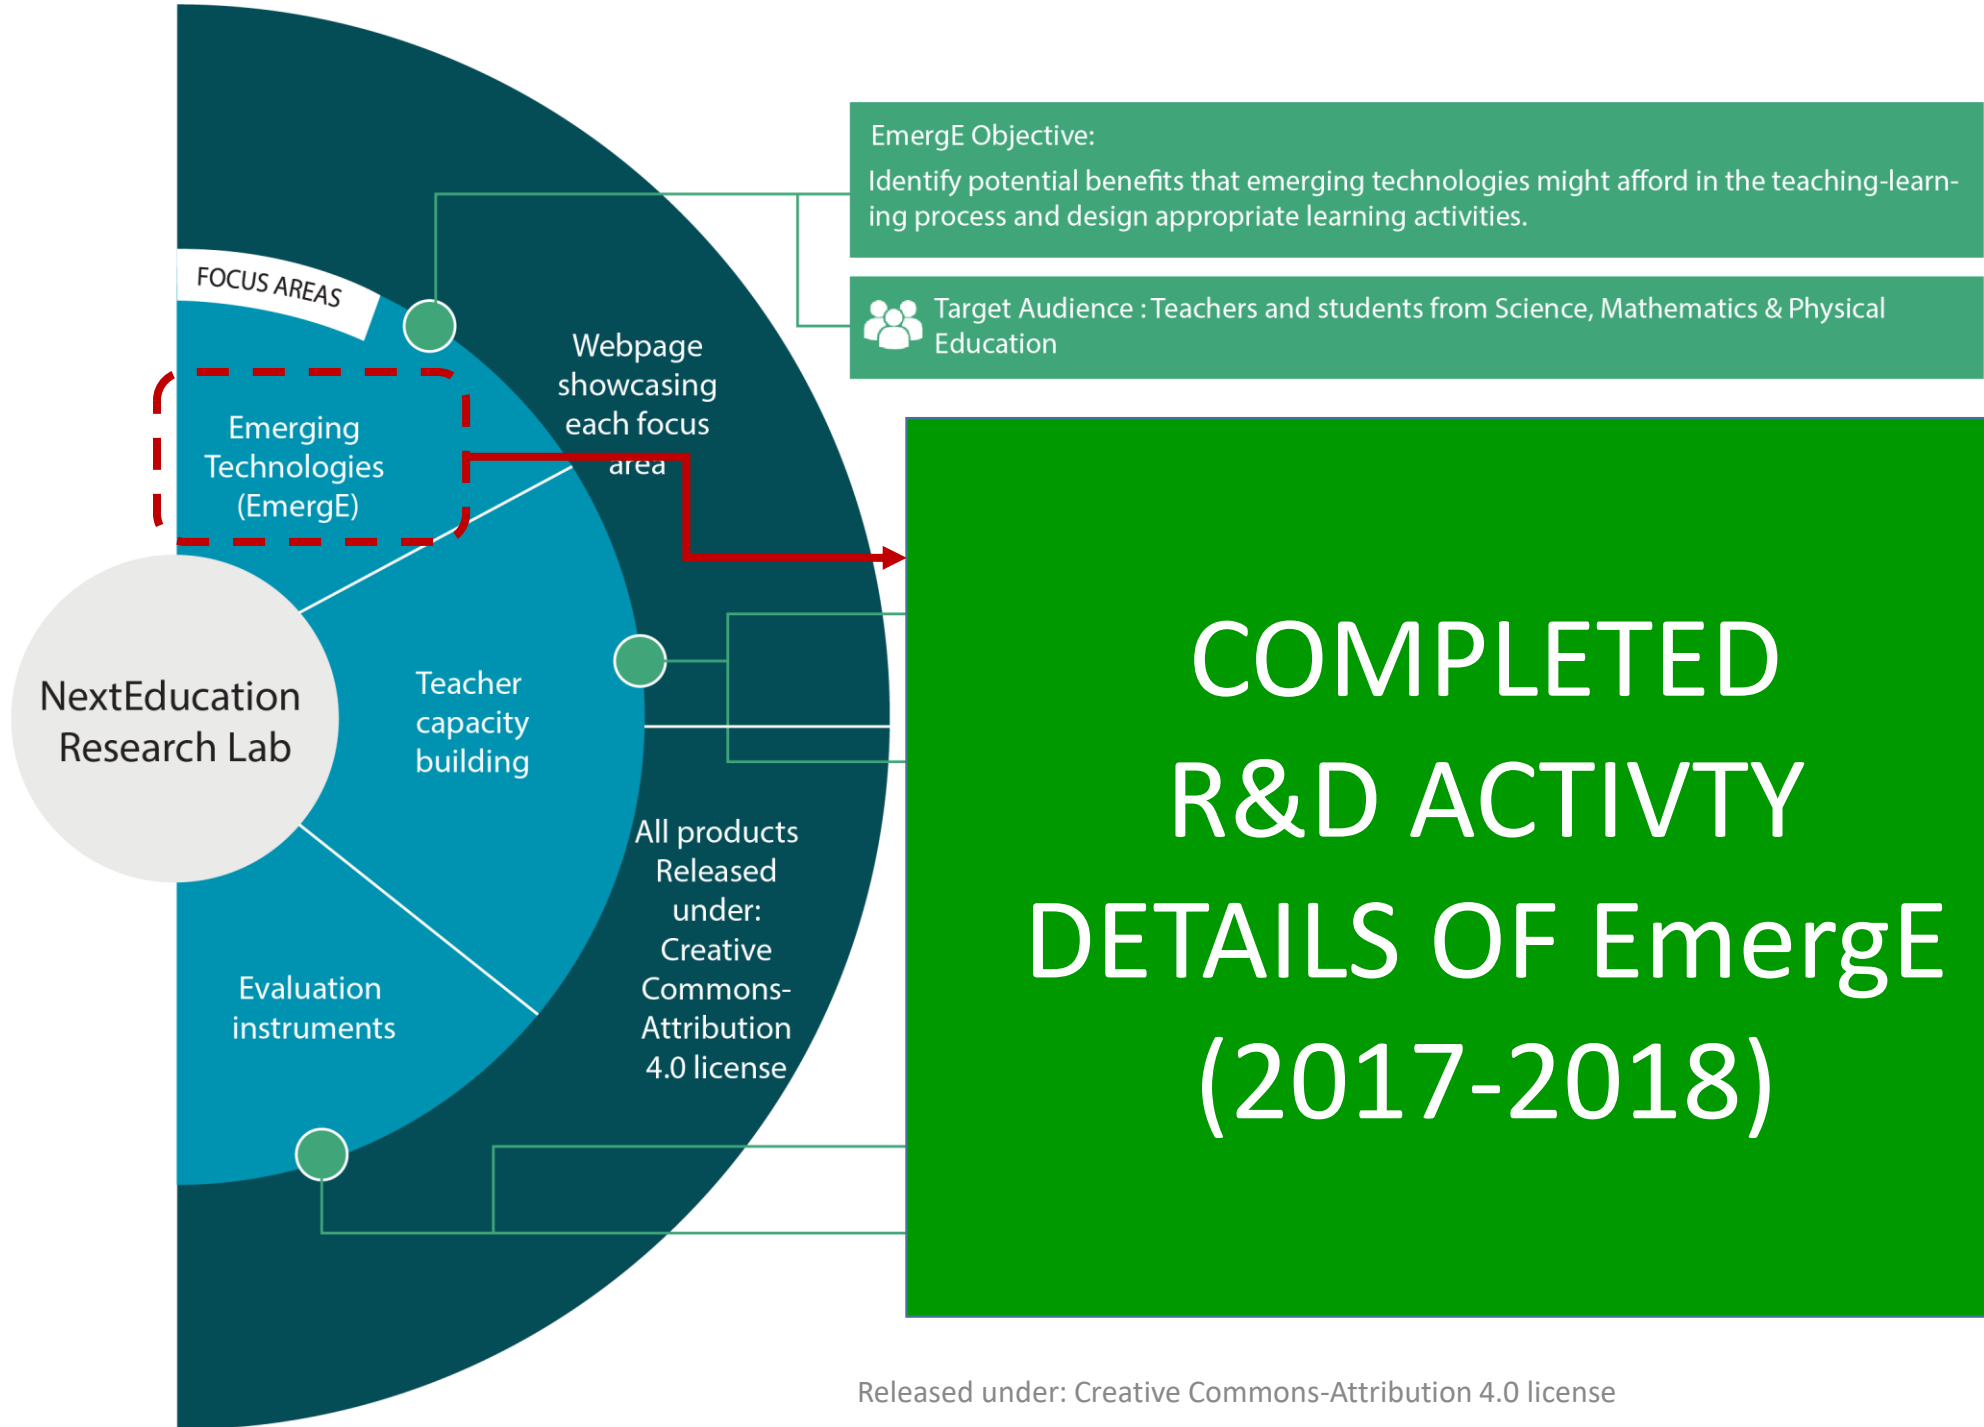 EmergE Objective:
Identify potential benefits that emerging technologies might afford in the teaching-learn-
ing process and design appropriate learning activities.
Target Audience : Teachers and students from Science, Mathematics & Physical
Education
FOCUS AREAS
Webpage
showcasing
each focus
area
Emerging
Technologies
(EmergE)
NextEducation
Research Lab
Teacher
capacity
building
All products
Released
under:
Creative
Commons-
Attribution
4.0 license
Evaluation
instruments
COMPLETED
R&D ACTIVTY
DETAILS OF EmergE
(2017-2018)
Released under: Creative Commons-Attribution 4.0 license